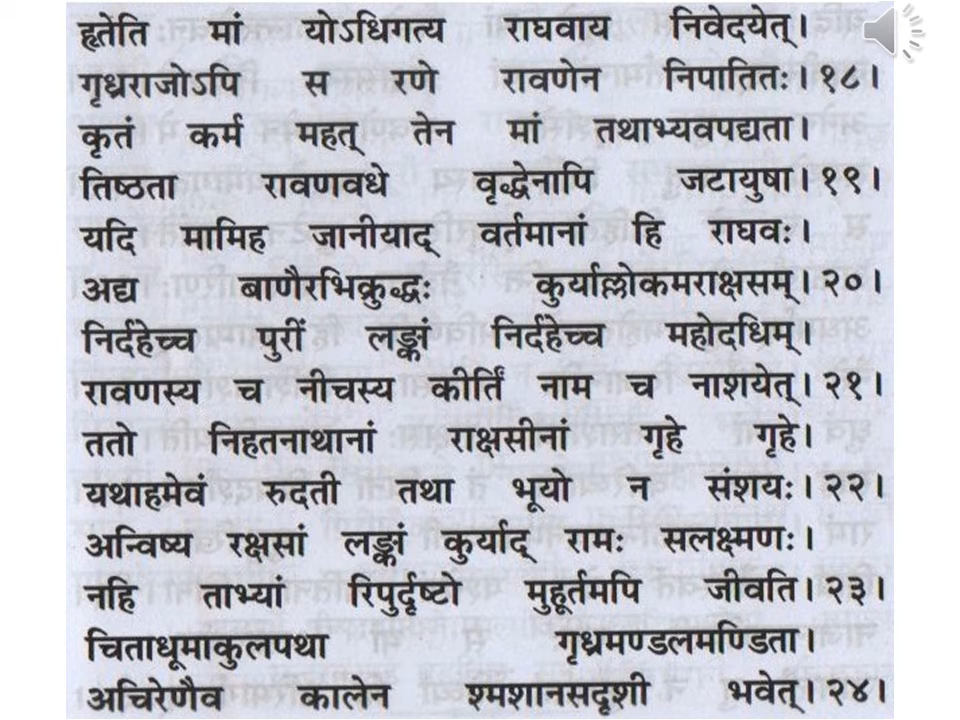 हृतेति मां योऽधिगत्य राघवाय निवेदयेत्।
गृध्रराजोऽपि स रणे रावणेन निपातितः।१८।
कृतं कर्म महत् तेन मां तथाभ्यवपद्यता।
तिष्ठता रावणवधे वृद्धेनापि जटायुषा।१९।
यदि मामिह जानीयाद् वर्तमानां हि राघवः।
अद्य बाणैरभिक्रुद्धः कुर्याल्लोकमराक्षसम्।२०।
निर्दहेच्च पुरीं लङ्कां निर्दहेच्च महोदधिम्।
रावणस्य च नीचस्य कीर्तिं नाम च नाशयेत्।२१।
ततो निहतनाथानां राक्षसीनां गृहे गृहे।
यथाहमेवं रुदती तथा भूयो न संशयः।२२।
अन्विष्य रक्षसां लङ्कां कुर्याद् रामः सलक्ष्मणः।
नहि ताभ्यां रिपुर्दृष्टो मुहूर्तमपि जीवति।२३।
चिताधूमाकुलपथा गृध्रमण्डलमण्डिता।
अचिरेणैव कालेन श्मशानसदृशी भवेत्।२४।